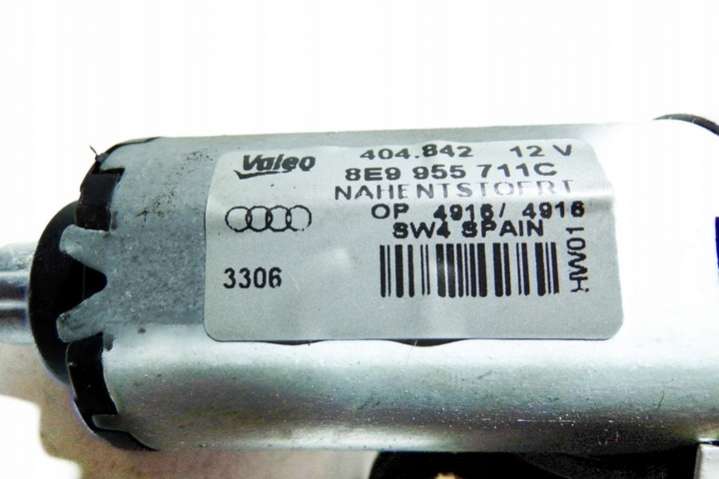 Valeo 404.842 12 V
8E9 955 711C
NAHENTSTOERT
OP 4916/ 4916
SW4 SPAIN
3306
HW01